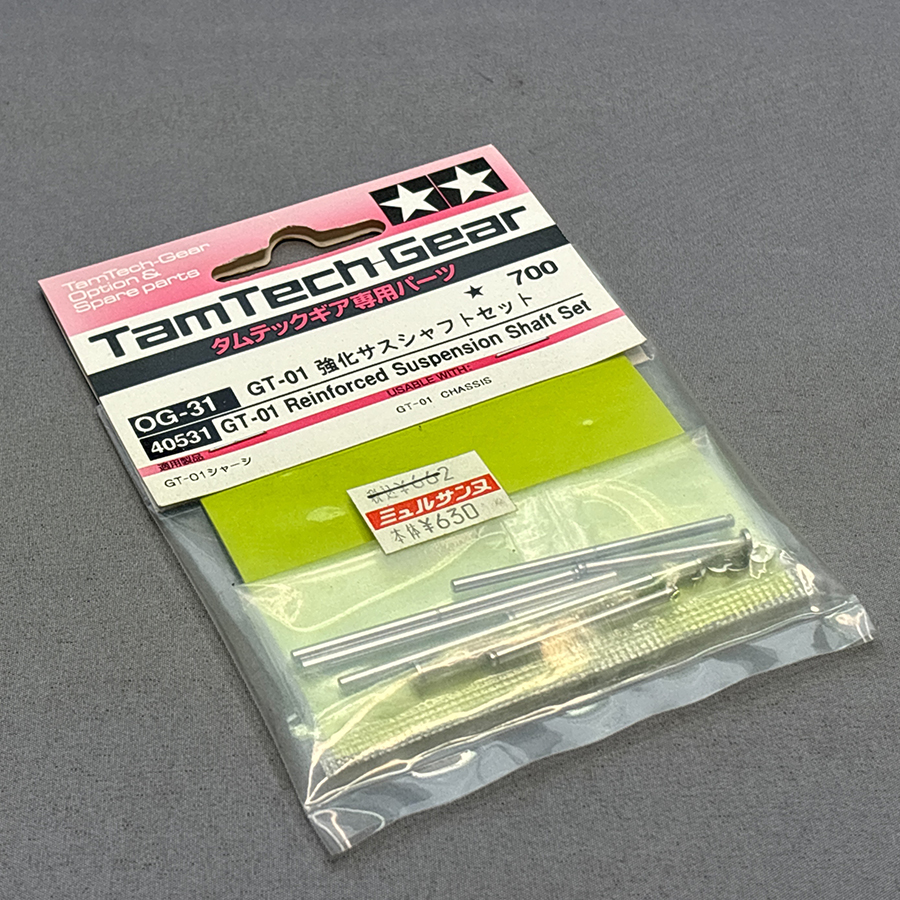 TamTech-Gear
Option &
Spare parts
TamTech-Gear
タムテックギア専用パーツ
★ 700
OG-31 GT-01 強化サスシャフトセット
40531 GT-01 Reinforced Suspension Shaft Set
適用製品 USABLE WITH:
GT-01シャーシ GT-01 CHASSIS
税込¥662
ミュルサンヌ
本体¥630